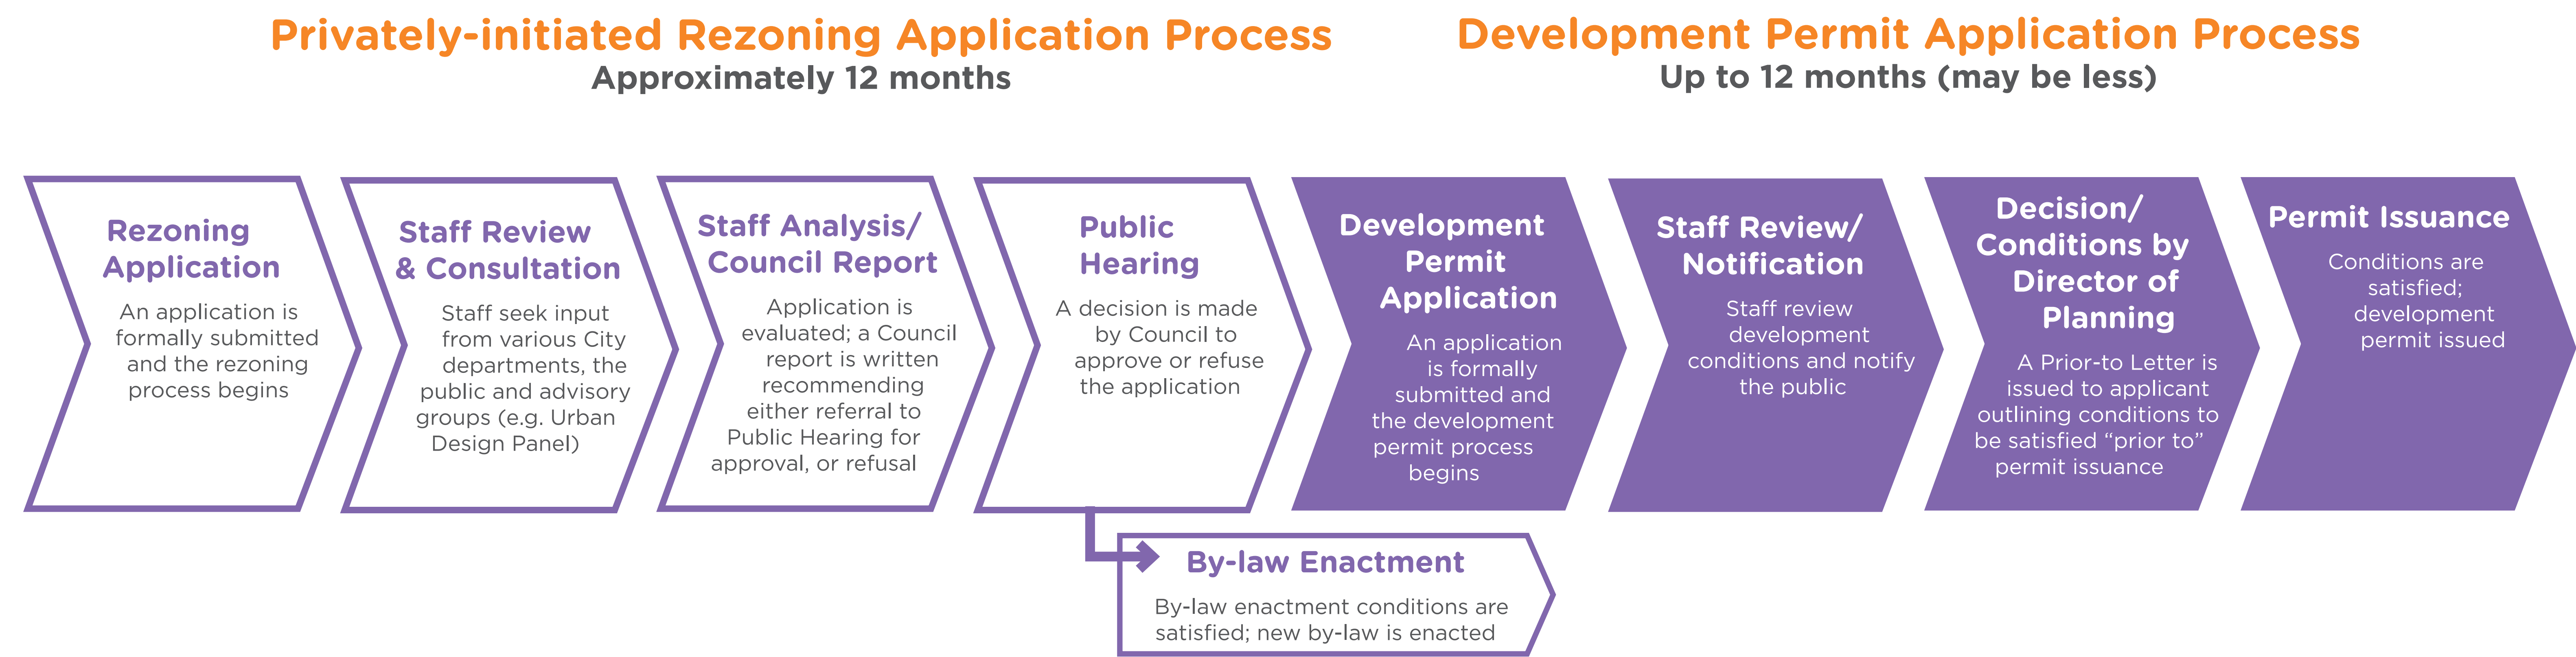 Privately-initiated Rezoning Application Process
Approximately 12 months
Development Permit Application Process
Up to 12 months (may be less)
Rezoning
Application
An application is
formally submitted
and the rezoning
process begins
Staff Review
& Consultation
Staff seek input
from various City
departments, the
public and advisory
groups (e.g. Urban
Design Panel)
Staff Analysis/
Council Report
Application is
evaluated; a Council
report is written
recommending
either referral to
Public Hearing for
approval, or refusal
Public
Hearing
A decision is made
by Council to
approve or refuse
the application
By-law Enactment
By-law enactment conditions are
satisfied; new by-law is enacted
Development
Permit
Application
An application
is formally
submitted and
the development
permit process
begins
Staff Review/
Notification
Staff review
development
conditions and notify
the public
Decision/
Conditions by
Director of
Planning
A Prior-to Letter is
issued to applicant
outlining conditions to
be satisfied “prior to”
permit issuance
Permit Issuance
Conditions are
satisfied;
development
permit issued